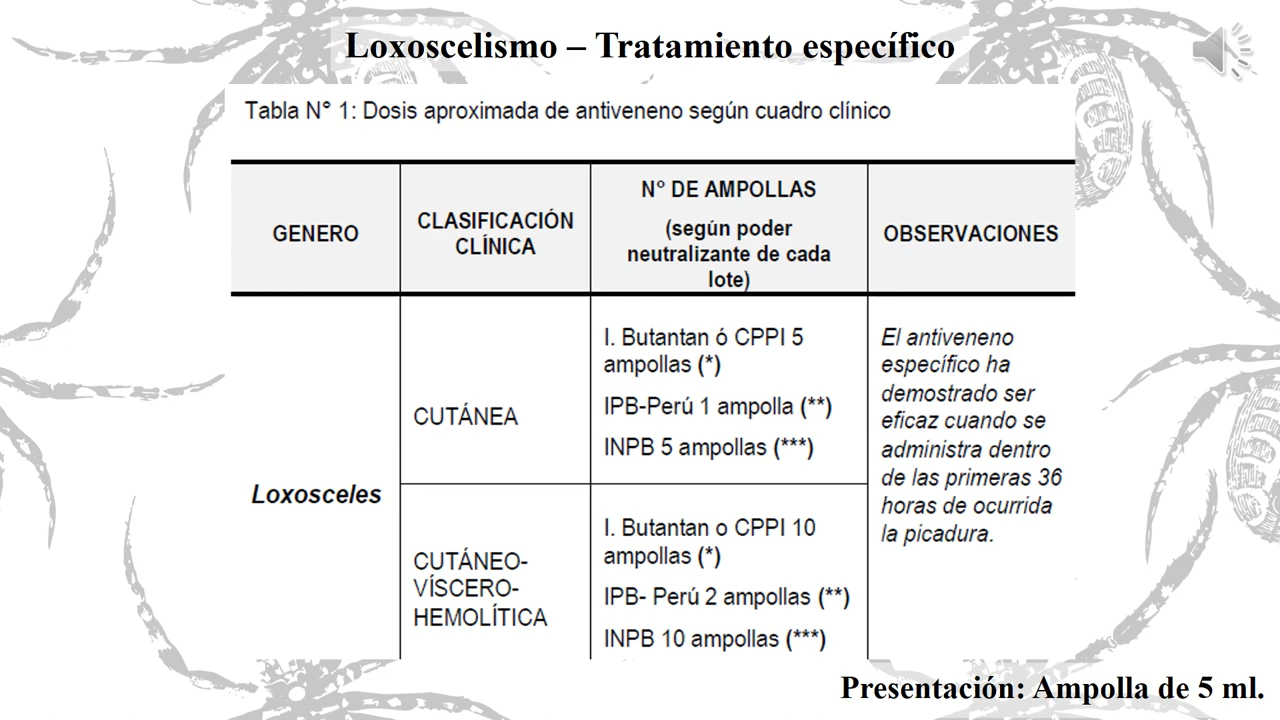 Loxoscelismo – Tratamiento específico
Tabla N° 1: Dosis aproximada de antiveneno según cuadro clínico
GENERO
CLASIFICACIÓN
CLÍNICA
N° DE AMPOLLAS
(según poder
neutralizante de cada
lote)
OBSERVACIONES
Loxosceles
CUTÁNEA
I. Butantan ó CPPI 5
ampollas (*)
IPB-Perú 1 ampolla (**)
INPB 5 ampollas (***)
El antiveneno
específico ha
demostrado ser
eficaz cuando se
administra dentro
de las primeras 36
horas de ocurrida
la picadura.
CUTÁNEO-
VÍSCERO-
HEMOLÍTICA
I. Butantan o CPPI 10
ampollas (*)
IPB- Perú 2 ampollas (**)
INPB 10 ampollas (***)
Presentación: Ampolla de 5 ml.